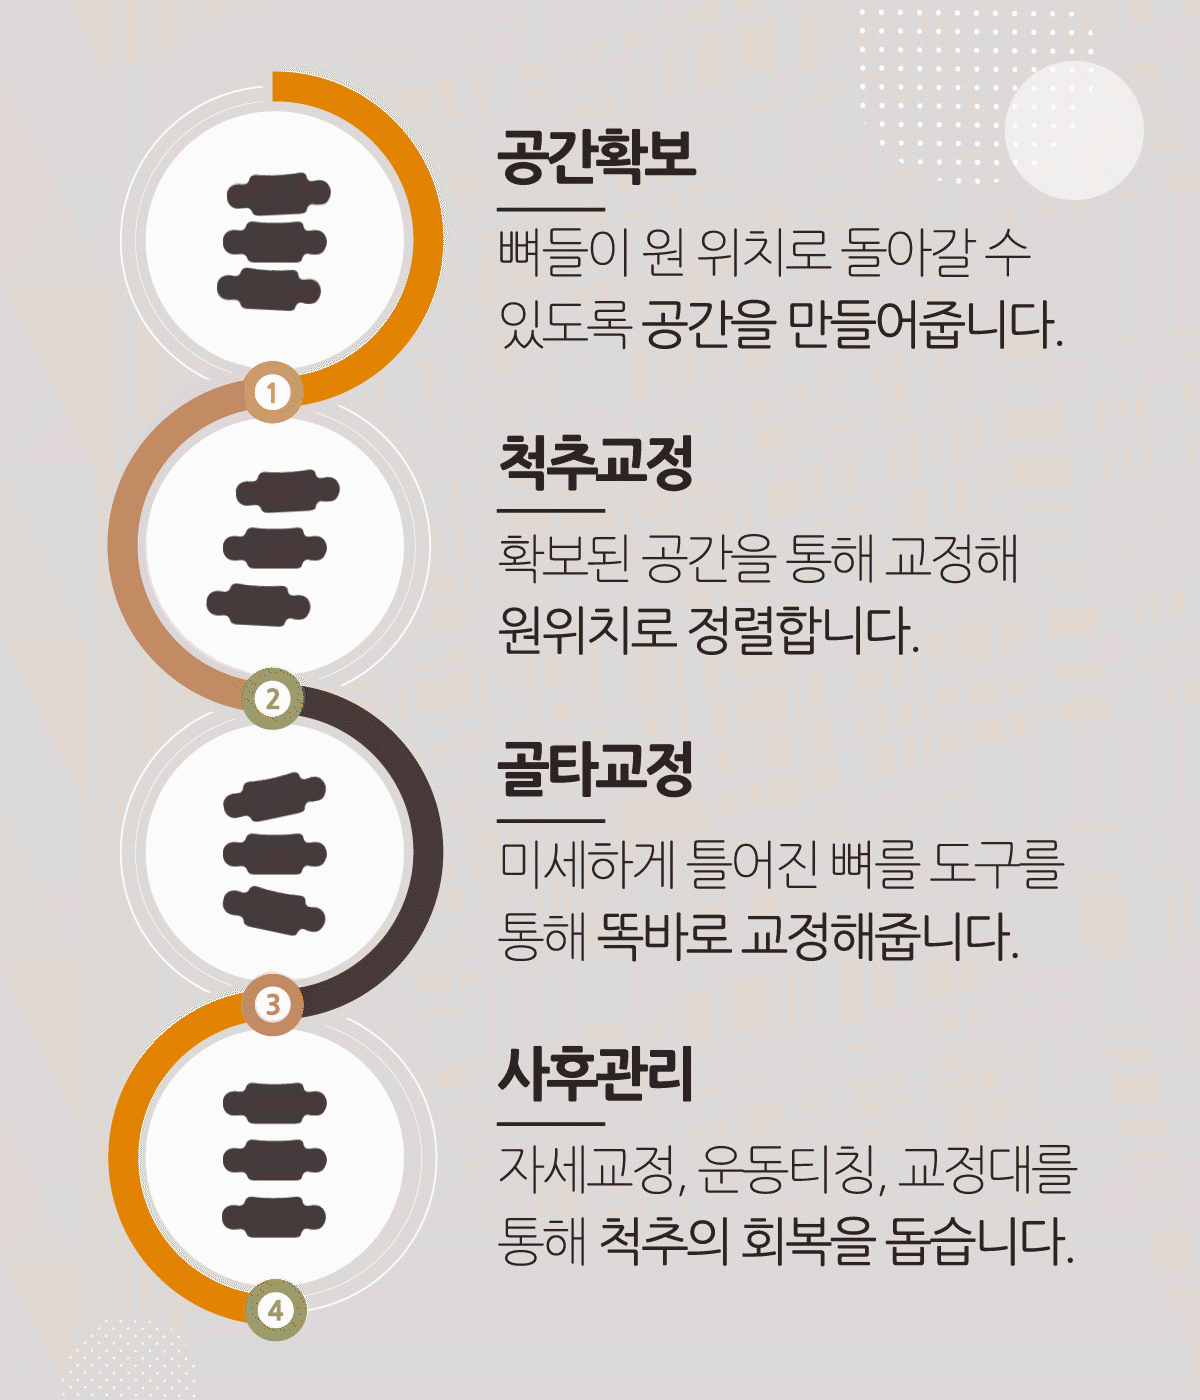 공간확보
뼈들이 원 위치로 돌아갈 수
있도록 공간을 만들어줍니다.
1
척추교정
확보된 공간을 통해 교정해
원위치로 정렬합니다.
2
골타교정
미세하게 틀어진 뼈를 도구를
통해 똑바로 교정해줍니다.
3
사후관리
자세교정, 운동티칭, 교정대를
통해 척추의 회복을 돕습니다.
4